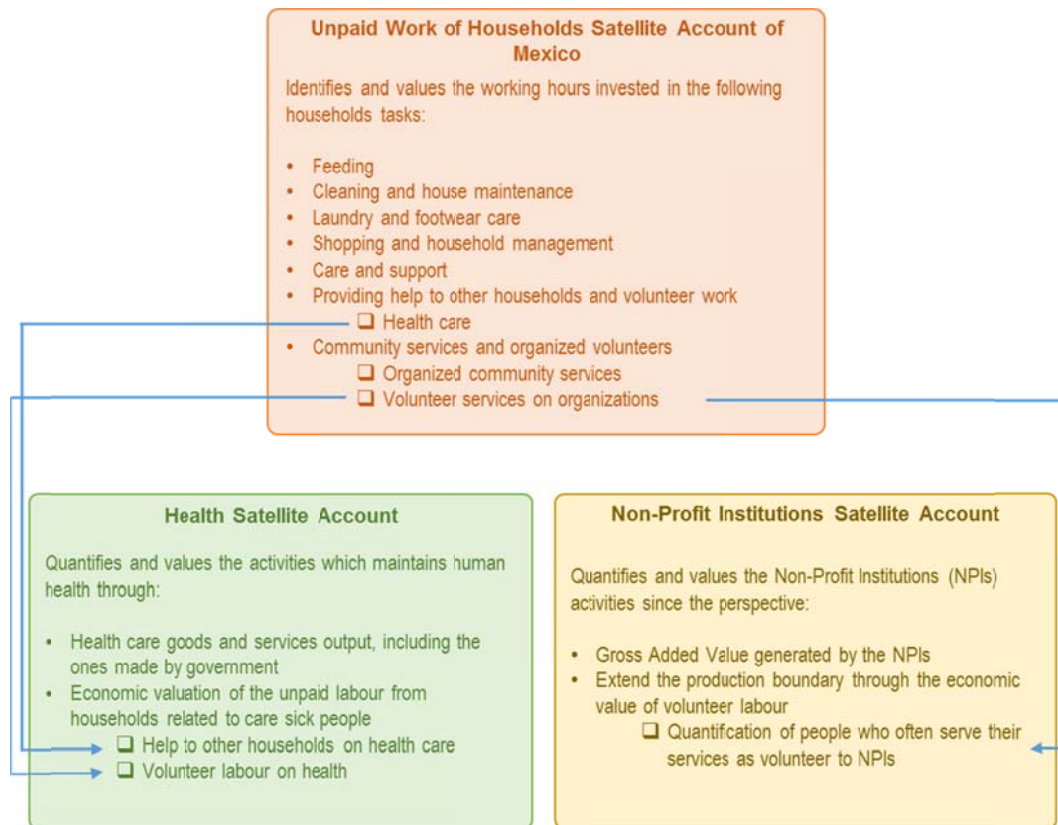 Unpaid Work of Households Satellite Account of
Mexico
Identifies and values the working hours invested in the following
households tasks:
• Feeding
• Cleaning and house maintenance
• Laundry and footwear care
• Shopping and household management
• Care and support
• Providing help to other households and volunteer work
❑ Health care
• Community services and organized volunteers
❑ Organized community services
❑ Volunteer services on organizations
Health Satellite Account
Quantifies and values the activities which maintains human
health through:
• Health care goods and services output, including the
ones made by government
• Economic valuation of the unpaid labour from
households related to care sick people
❑ Help to other households on health care
❑ Volunteer labour on health
Non-Profit Institutions Satellite Account
Quantifies and values the Non-Profit Institutions (NPIs)
activities since the perspective:
• Gross Added Value generated by the NPIs
• Extend the production boundary through the economic
value of volunteer labour
❑ Quantifcation of people who often serve their
services as volunteer to NPIs